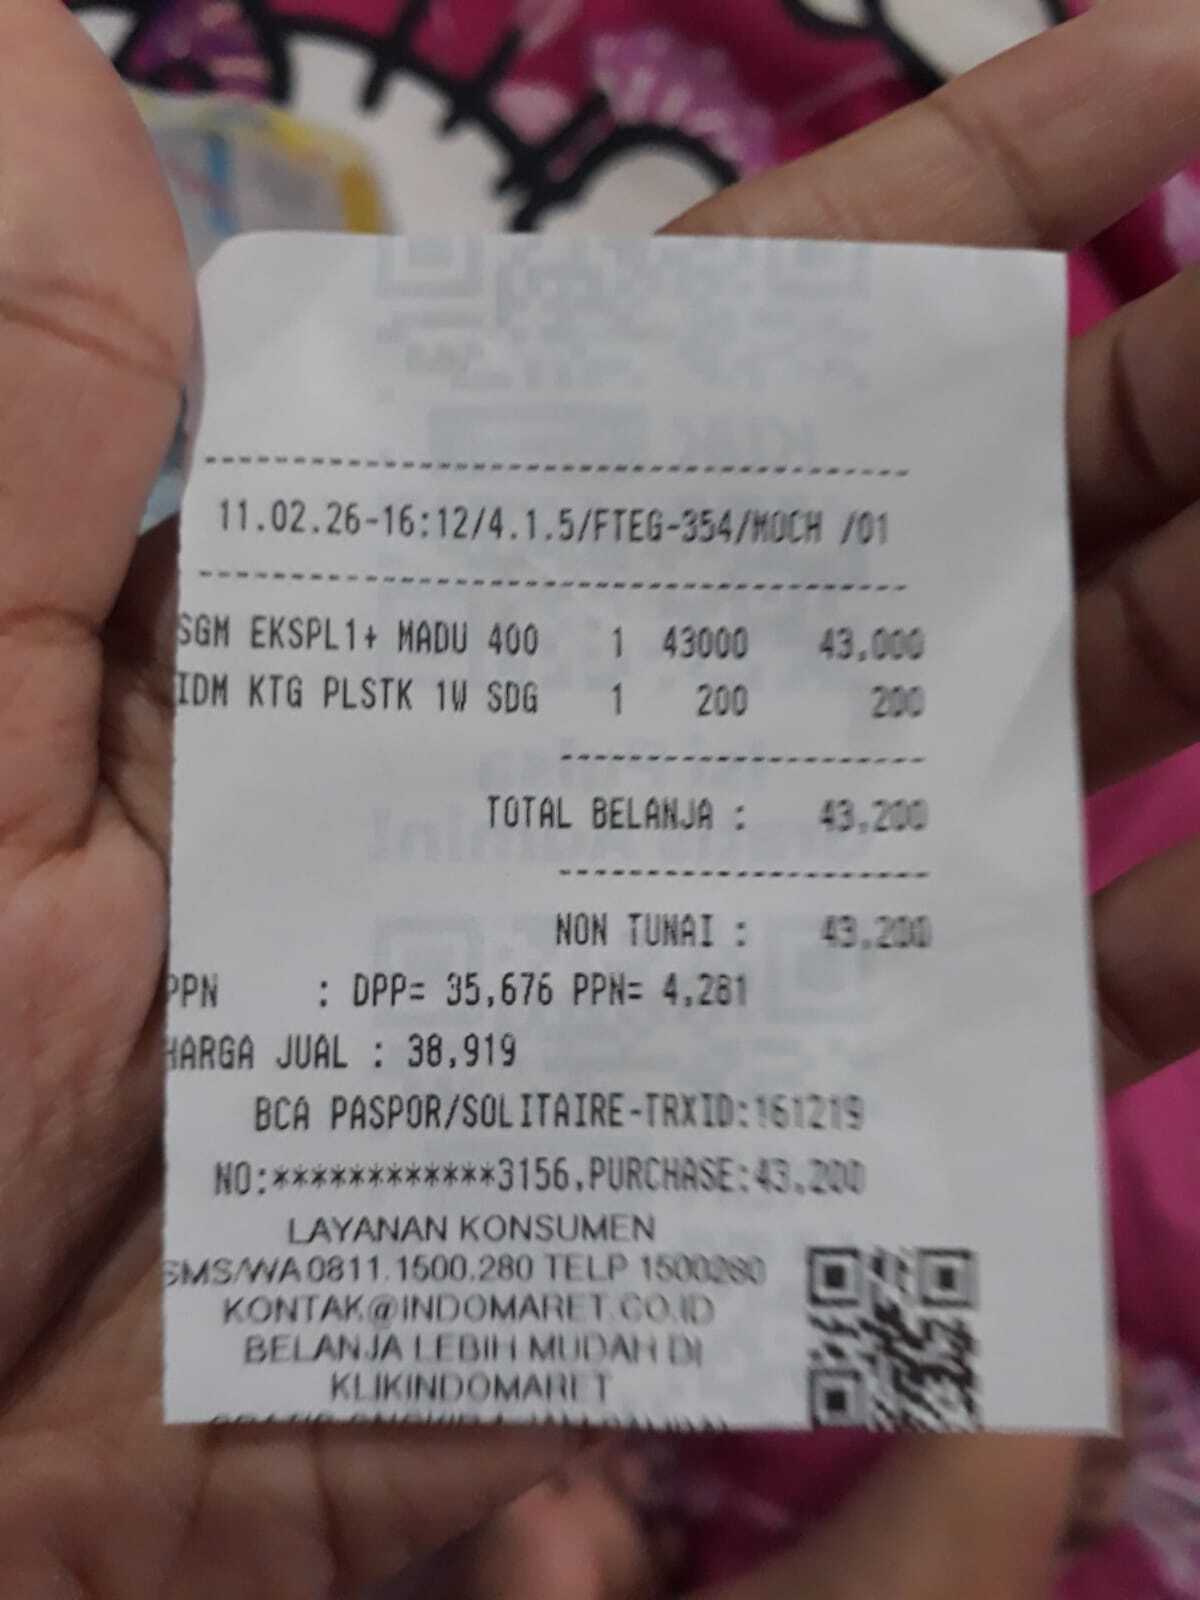 11.02.26-16:12/4.1.5/FTEG-354/MOCH /01
SGM EKSPL1+ MADU 400 1 43000 43,000
IDM KTG PLSTK 1W SDG 1 200 200
TOTAL BELANJA : 43,200
NON TUNAI : 43,200
PPN : DPP= 35,676 PPN= 4,281
HARGA JUAL : 38,919
BCA PASPOR/SOLITAIRE-TRXID:161219
NO:************3156,PURCHASE:43,200
LAYANAN KONSUMEN
SMS/WA 0811.1500.280 TELP 1500280
KONTAK@INDOMARET.CO.ID
BELANJA LEBIH MUDAH DI
KLIKINDOMARET